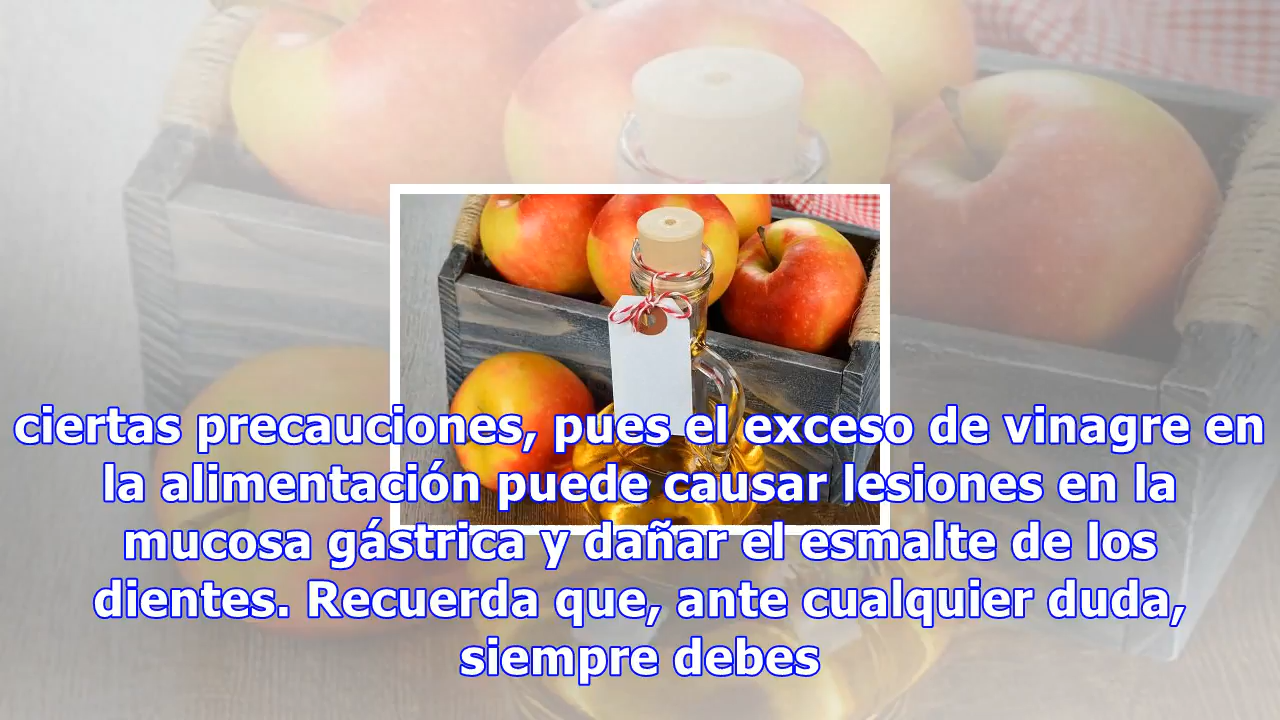 ciertas precauciones, pues el exceso de vinagre en
la alimentación puede causar lesiones en la
mucosa gástrica y dañar el esmalte de los
dientes. Recuerda que, ante cualquier duda,
siempre debes